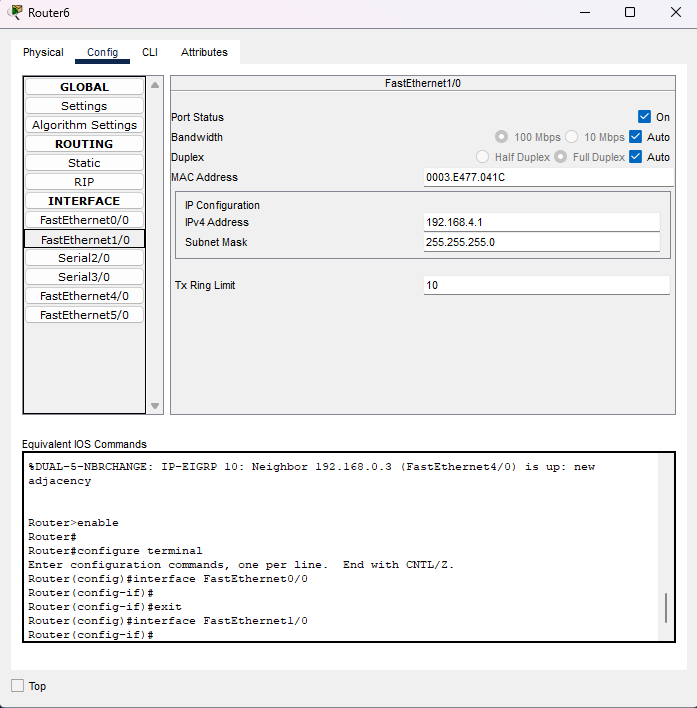 Router6
Physical Config CLI Attributes
GLOBAL
Settings
Algorithm Settings
ROUTING
Static
RIP
INTERFACE
FastEthernet0/0
FastEthernet1/0
Serial2/0
Serial3/0
FastEthernet4/0
FastEthernet5/0
FastEthernet1/0
Port Status On
Bandwidth 100 Mbps 10 Mbps Auto
Duplex Half Duplex Full Duplex Auto
MAC Address 0003.E477.041C
IP Configuration
IPv4 Address 192.168.4.1
Subnet Mask 255.255.255.0
Tx Ring Limit 10
Equivalent IOS Commands
%DUAL-5-NBRCHANGE: IP-EIGRP 10: Neighbor 192.168.0.3 (FastEthernet4/0) is up: new
adjacency
Router>enable
Router#
Router#configure terminal
Enter configuration commands, one per line.  End with CNTL/Z.
Router(config)#interface FastEthernet0/0
Router(config-if)#
Router(config-if)#exit
Router(config)#interface FastEthernet1/0
Router(config-if)#
Top